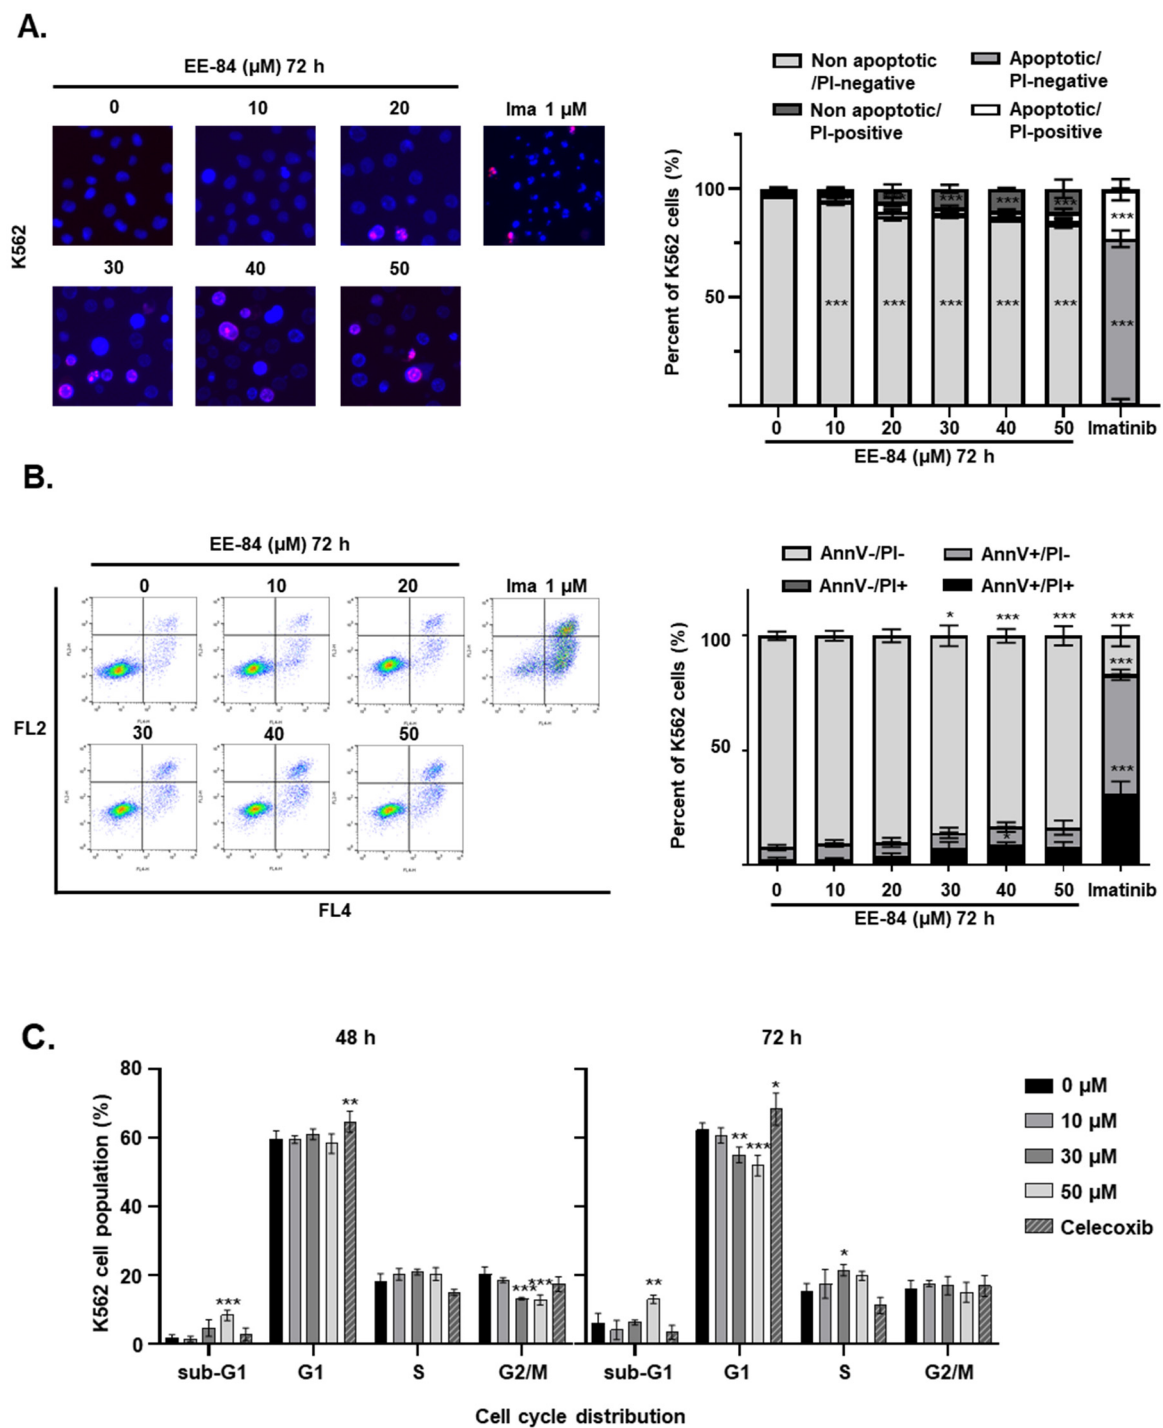 A.
EE-84 (µM) 72 h
0 10 20 Ima 1 µM
K562
30 40 50
Non apoptotic /PI-negative
Apoptotic/ PI-negative
Non apoptotic/ PI-positive
Apoptotic/ PI-positive
Percent of K562 cells (%)
100
50
*** *** *** ***
*** *** *** *** ***
***
***
0 10 20 30 40 50 Imatinib
EE-84 (µM) 72 h
B.
EE-84 (µM) 72 h
0 10 20 Ima 1 µM
30 40 50
FL2
FL4
AnnV-/PI- AnnV+/PI-
AnnV-/PI+ AnnV+/PI+
Percent of K562 cells (%)
100
50
* *** *** ***
***
***
*
0 10 20 30 40 50 Imatinib
EE-84 (µM) 72 h
C.
48 h 72 h
K562 cell population (%)
80
60
40
20
0
*** ** *** ***
** ** *** * *
sub-G1 G1 S G2/M sub-G1 G1 S G2/M
Cell cycle distribution
0 µM
10 µM
30 µM
50 µM
Celecoxib